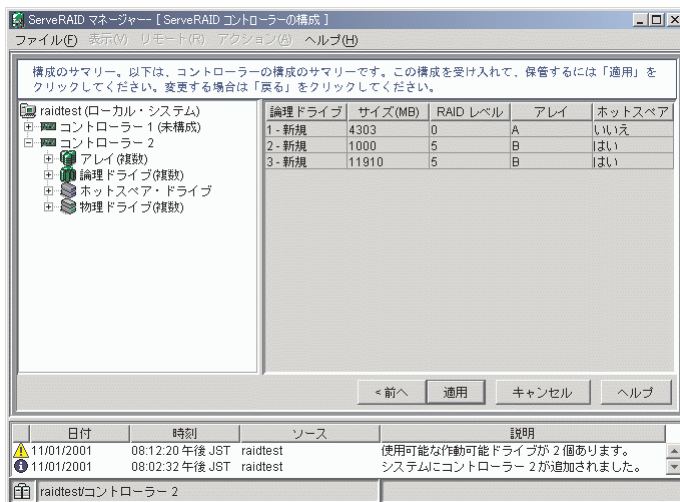 ServeRAID マネージャー- [ ServeRAID コントローラーの構成 ]
ファイル(F) 表示(V) リモート(R) アクション(A) ヘルプ(H)
構成のサマリー。以下は、コントローラーの構成のサマリーです。この構成を受け入れて、保管するには「適用」を
クリックしてください。変更する場合は「戻る」をクリックしてください。
raidtest (ローカル・システム)
コントローラー 1 (未構成)
コントローラー 2
アレイ(複数)
論理ドライブ(複数)
ホットスペア・ドライブ
物理ドライブ(複数)
論理ドライブ サイズ(MB) RAID レベル アレイ ホットスペア
1 - 新規 4303 0 A いいえ
2 - 新規 1000 5 B はい
3 - 新規 11910 5 B はい
<前へ 適用 キャンセル ヘルプ
日付 時刻 ソース 説明
11/01/2001 08:12:20 午後 JST raidtest 使用可能な作動可能ドライブが 2 個あります。
11/01/2001 08:02:32 午後 JST raidtest システムにコントローラー 2 が追加されました。
raidtest/コントローラー 2